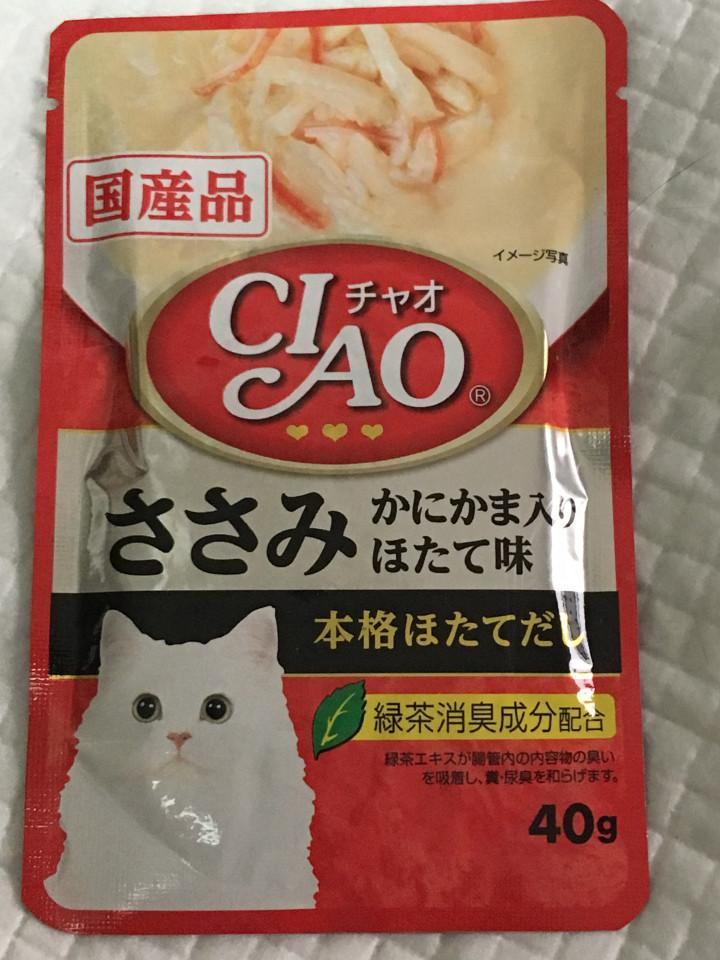 国産品
イメージ写真
CIAO チャオ ®
ささみ かにかま入り
ほたて味
本格ほたてだし
緑茶消臭成分配合
緑茶エキスが腸管内の内容物の臭い
を吸着し、糞・尿臭を和らげます。
40g